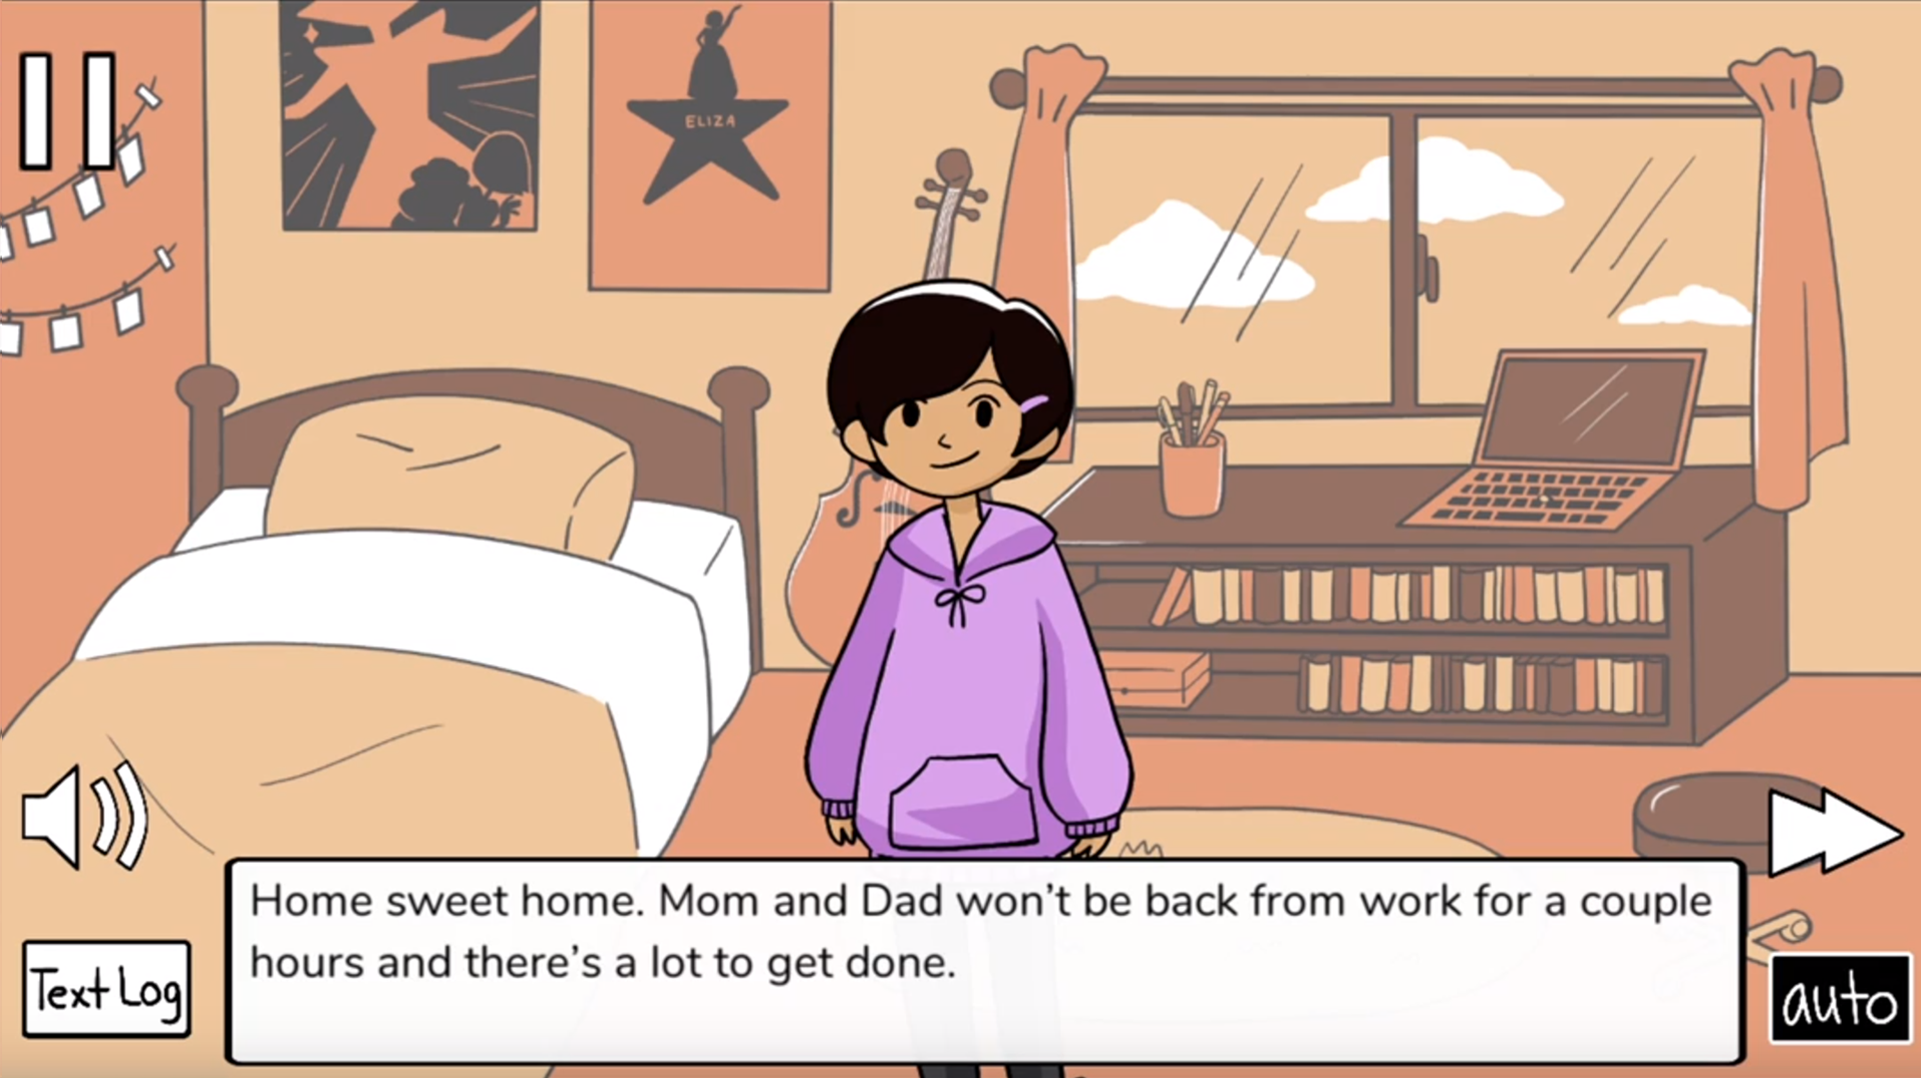 ELIZA
Home sweet home. Mom and Dad won't be back from work for a couple
hours and there's a lot to get done.
Text Log
auto